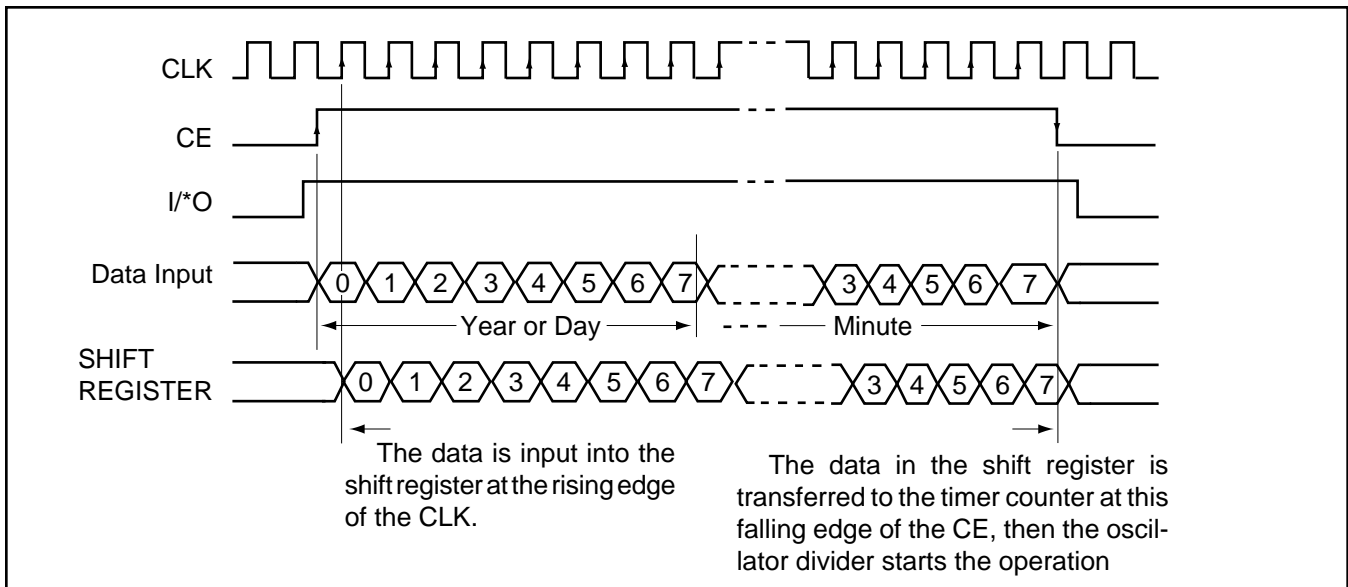 CLK
CE
I/*O
Data Input
0 1 2 3 4 5 6 7 3 4 5 6 7
Year or Day
Minute
SHIFT
REGISTER
0 1 2 3 4 5 6 7 3 4 5 6 7
The data is input into the
shift register at the rising edge
of the CLK.
The data in the shift register is
transferred to the timer counter at this
falling edge of the CE, then the oscil-
lator divider starts the operation